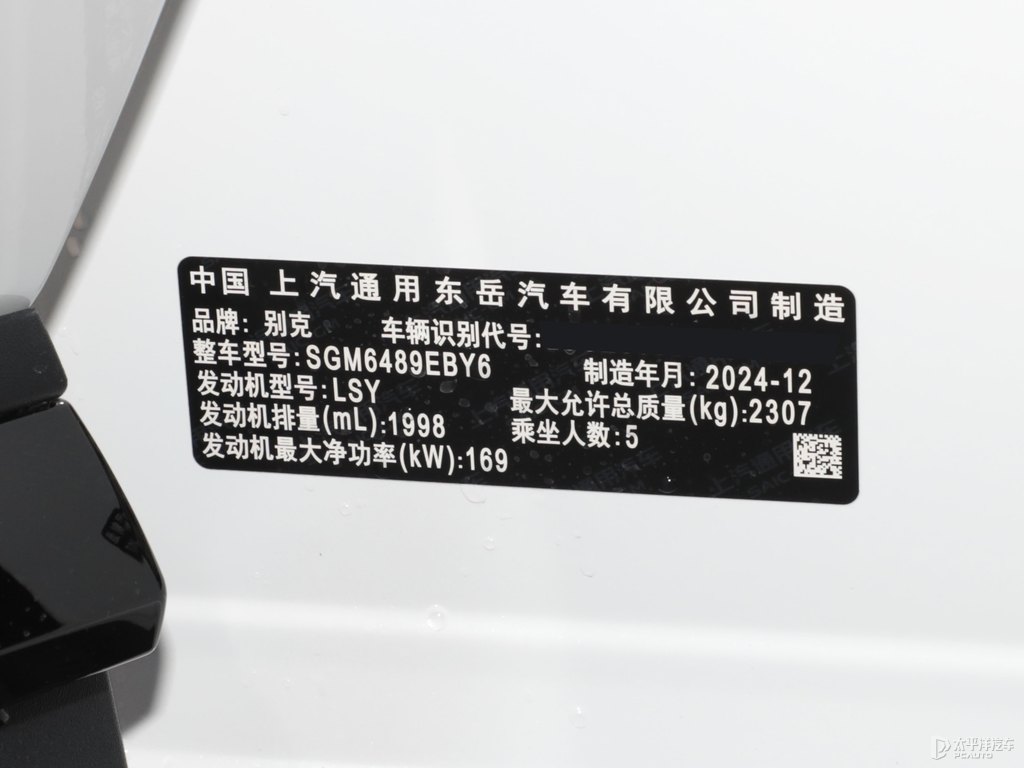 中国 上汽通用东岳汽车有限公司制造
品牌: 别克 车辆识别代号:
整车型号:SGM6489EBY6 制造年月: 2024-12
发动机型号:LSY 最大允许总质量(kg):2307
发动机排量(mL):1998 乘坐人数:5
发动机最大净功率(kW):169
太平洋汽车
PCAUTO